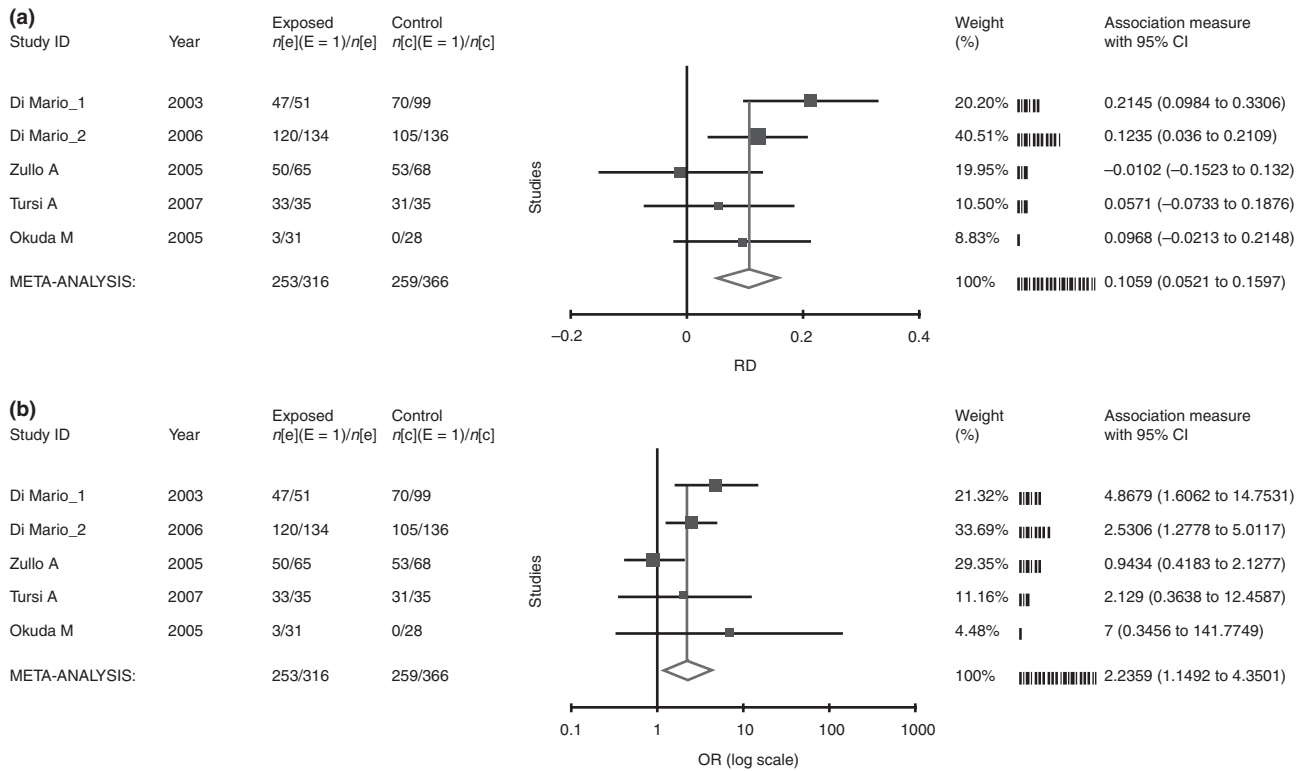 (a)
Exposed Control Weight Association measure
Study ID Year n[e](E = 1)/n[e] n[c](E = 1)/n[c] (%) with 95% CI
Di Mario_1 2003 47/51 70/99 20.20% 0.2145 (0.0984 to 0.3306)
Di Mario_2 2006 120/134 105/136 40.51% 0.1235 (0.036 to 0.2109)
Zullo A 2005 50/65 53/68 19.95% –0.0102 (–0.1523 to 0.132)
Tursi A 2007 33/35 31/35 10.50% 0.0571 (–0.0733 to 0.1876)
Okuda M 2005 3/31 0/28 8.83% 0.0968 (–0.0213 to 0.2148)
META-ANALYSIS: 253/316 259/366 100% 0.1059 (0.0521 to 0.1597)
Studies
–0.2 0 0.2 0.4
RD
(b)
Exposed Control Weight Association measure
Study ID Year n[e](E = 1)/n[e] n[c](E = 1)/n[c] (%) with 95% CI
Di Mario_1 2003 47/51 70/99 21.32% 4.8679 (1.6062 to 14.7531)
Di Mario_2 2006 120/134 105/136 33.69% 2.5306 (1.2778 to 5.0117)
Zullo A 2005 50/65 53/68 29.35% 0.9434 (0.4183 to 2.1277)
Tursi A 2007 33/35 31/35 11.16% 2.129 (0.3638 to 12.4587)
Okuda M 2005 3/31 0/28 4.48% 7 (0.3456 to 141.7749)
META-ANALYSIS: 253/316 259/366 100% 2.2359 (1.1492 to 4.3501)
Studies
0.1 1 10 100 1000
OR (log scale)